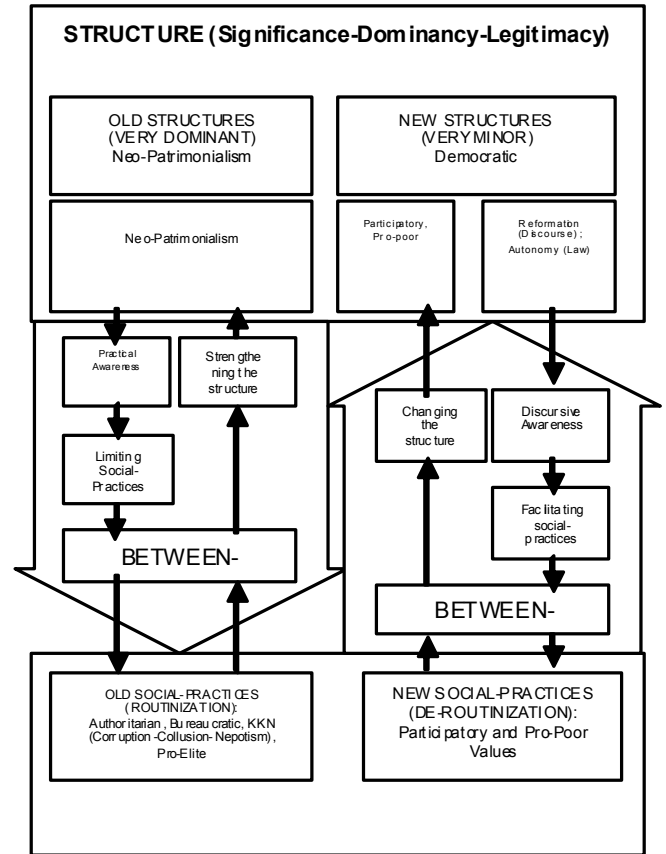 STRUCTURE (Significance-Dominancy-Legitimacy)
OLD STRUCTURES
(VERY DOMINANT)
Neo-Patrimonialism
NEW STRUCTURES
(VERY MINOR)
Democratic
Neo-Patrimonialism
Participatory,
Pro-poor
Reformation
(Discourse) ;
Autonomy (Law)
Practical
Awareness
Strengthe
ning the
structure
Changing
the
structure
Discursive
Awareness
Limiting
Social-
Practices
Facilitating
social-
practices
BETWEEN-
BETWEEN-
OLD SOCIAL-PRACTICES
(ROUTINIZATION):
Authoritarian, Bureaucratic, KKN
(Corruption-Collusion-Nepotism),
Pro-Elite
NEW SOCIAL-PRACTICES
(DE-ROUTINIZATION):
Participatory and Pro-Poor
Values